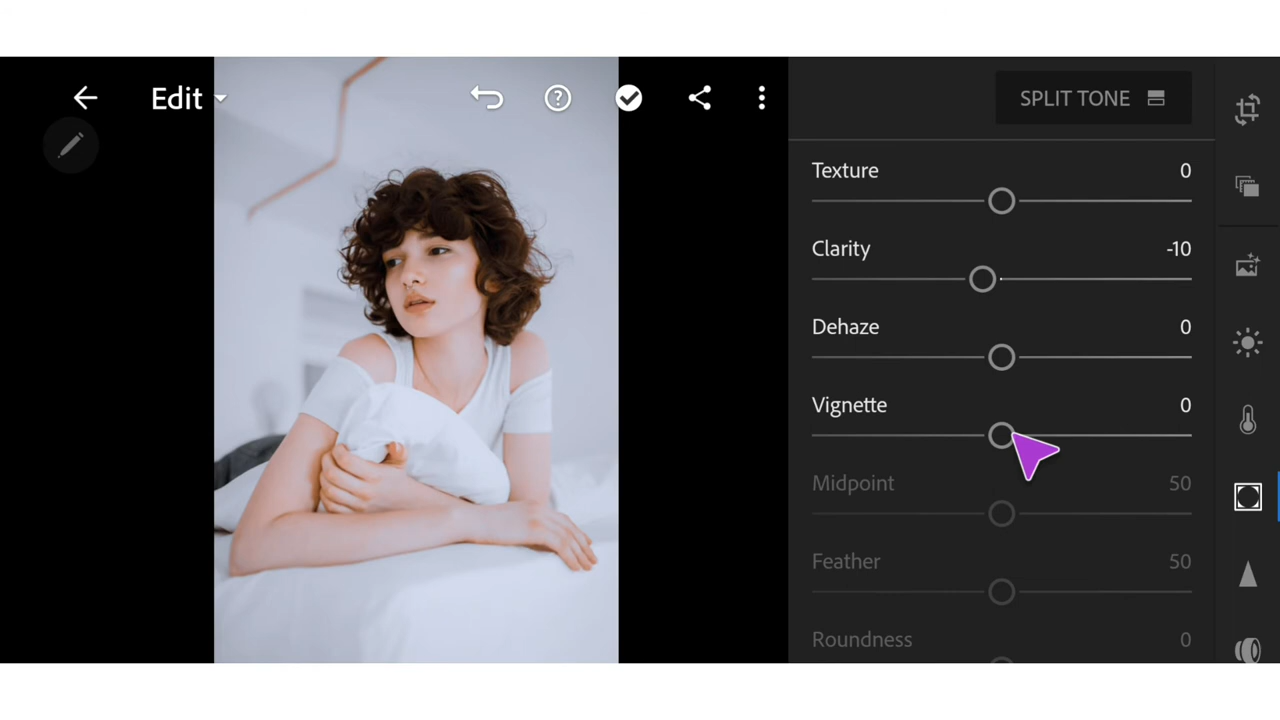 Edit
SPLIT TONE
Texture 0
Clarity -10
Dehaze 0
Vignette 0
Midpoint 50
Feather 50
Roundness 0